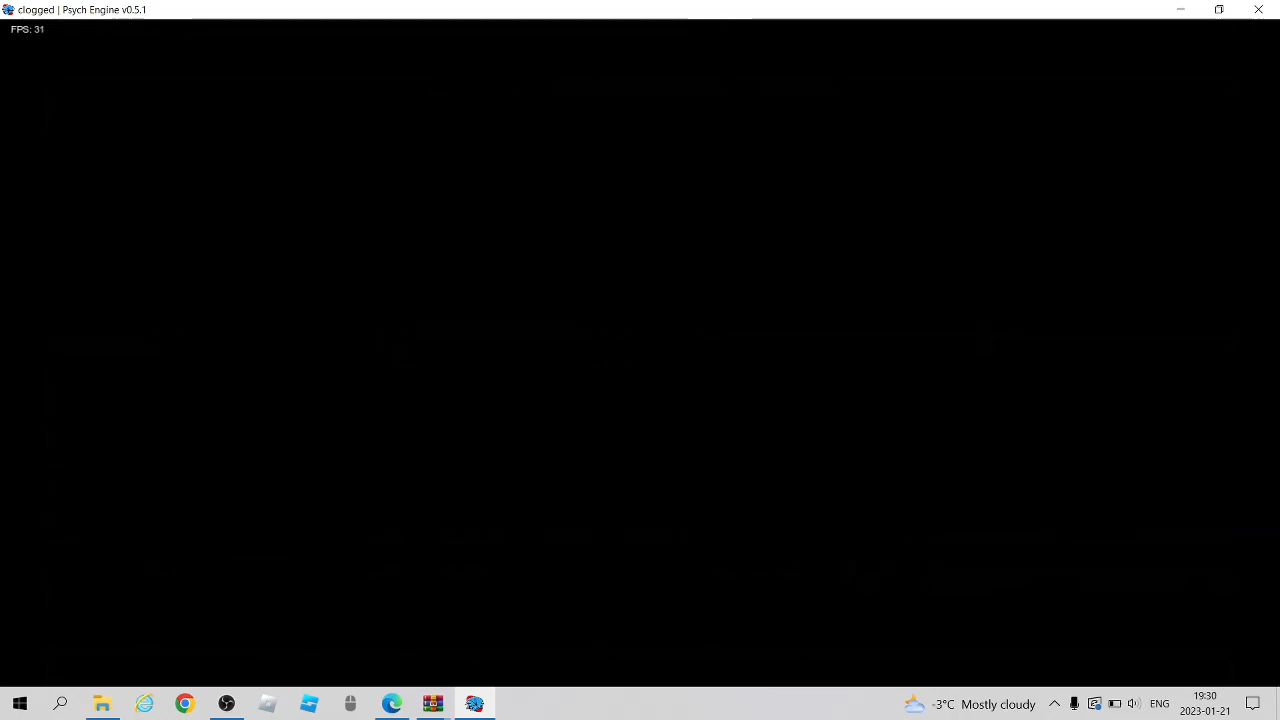 clogged | Psych Engine v0.5.1
FPS: 31
-3°C Mostly cloudy
ENG
19:30
2023-01-21